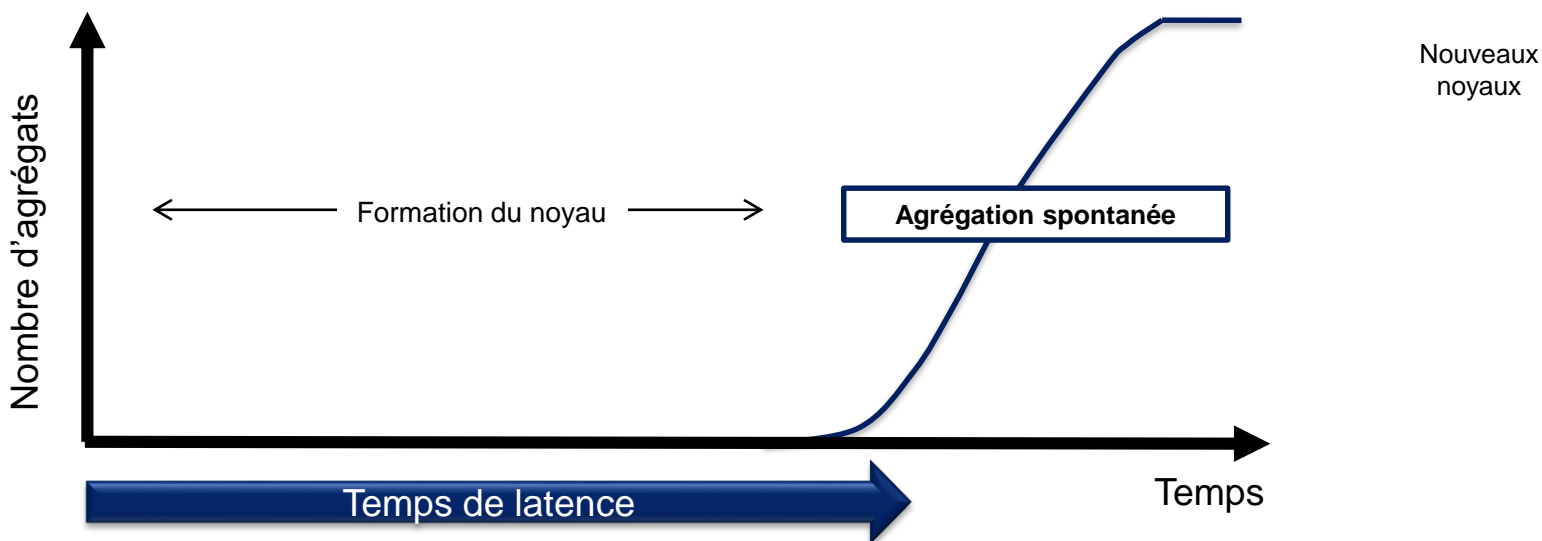 Nombre d’agrégats
Nouveaux
noyaux
Formation du noyau
Agrégation spontanée
Temps de latence
Temps